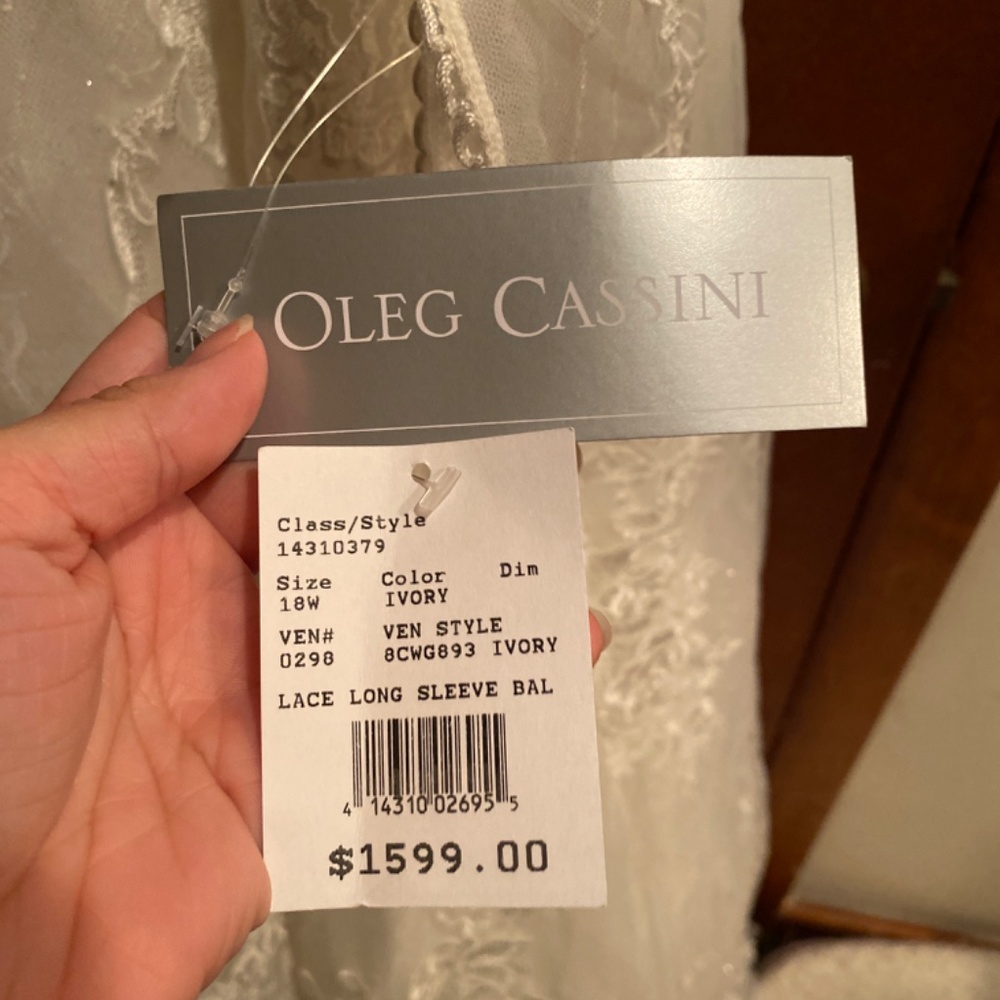 OLEG CASSINI
Class/Style
14310379
Size Color Dim
18W IVORY
VEN# VEN STYLE
0298 8CWG893 IVORY
LACE LONG SLEEVE BAL
4 14310 02695 5
$1599.00